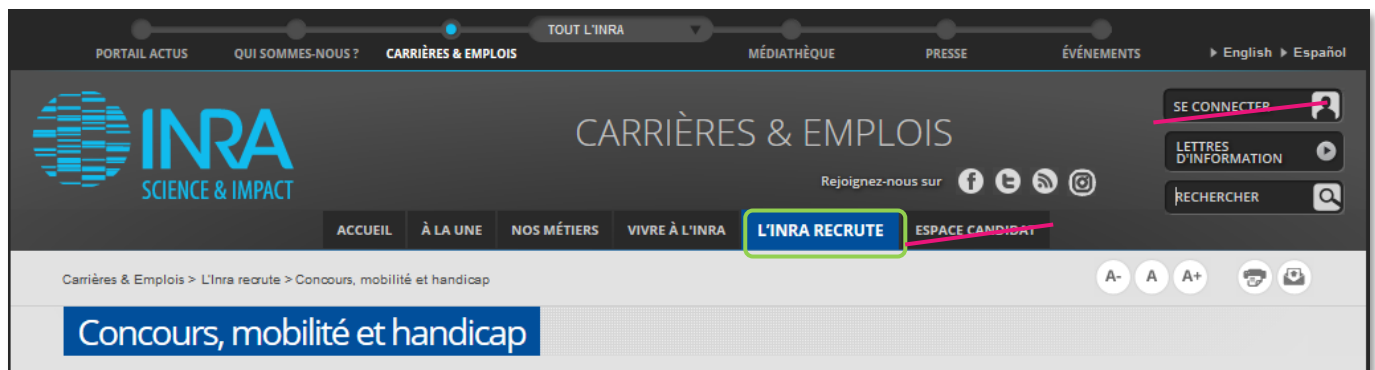 TOUT L'INRA
PORTAIL ACTUS QUI SOMMES-NOUS ? CARRIÈRES & EMPLOIS MÉDIATHÈQUE PRESSE ÉVÉNEMENTS English Español
INRA
SCIENCE & IMPACT
CARRIÈRES & EMPLOIS
Rejoignez-nous sur
SE CONNECTER
LETTRES
D'INFORMATION
RECHERCHER
ACCUEIL À LA UNE NOS MÉTIERS VIVRE À L'INRA L'INRA RECRUTE ESPACE CANDIDAT
Carrières & Emplois > L'Inra recrute > Concours, mobilité et handicap
A- A A+
Concours, mobilité et handicap